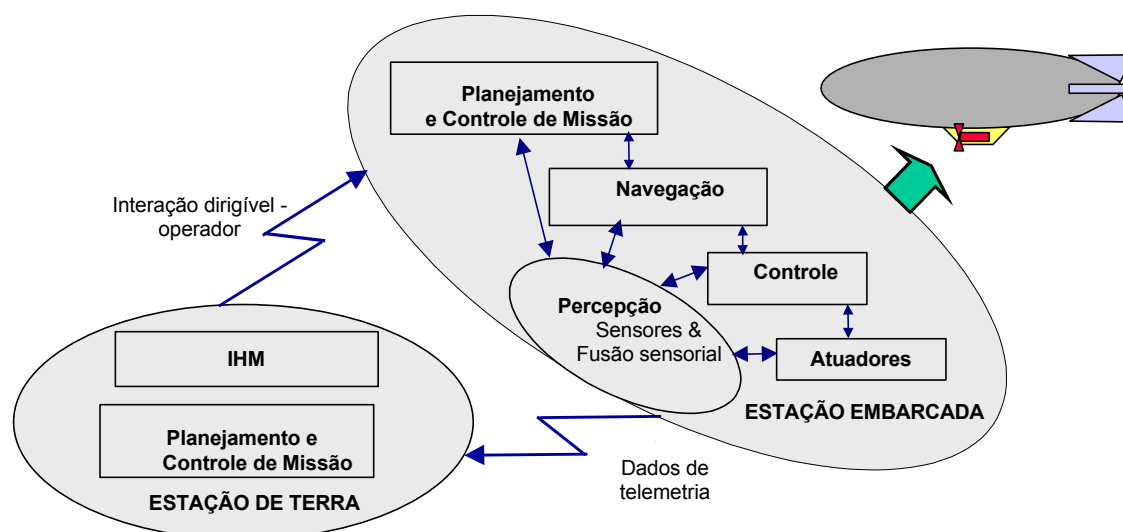 Planejamento
e Controle de Missão
Navegação
Controle
Atuadores
Percepção
Sensores &
Fusão sensorial
ESTAÇÃO EMBARCADA
Interação dirigível -
operador
IHM
Planejamento e
Controle de Missão
ESTAÇÃO DE TERRA
Dados de
telemetria